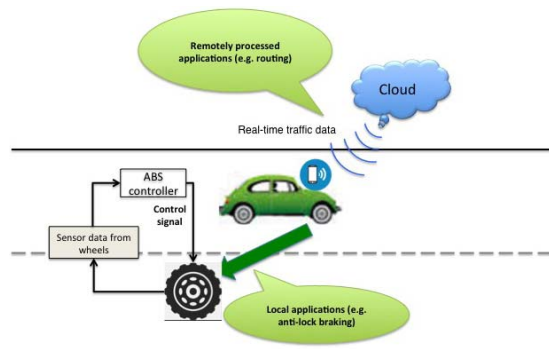 Remotely processed
applications (e.g. routing)
Cloud
Real-time traffic data
ABS
controller
Control
signal
Sensor data from
wheels
Local applications (e.g.
anti-lock braking)